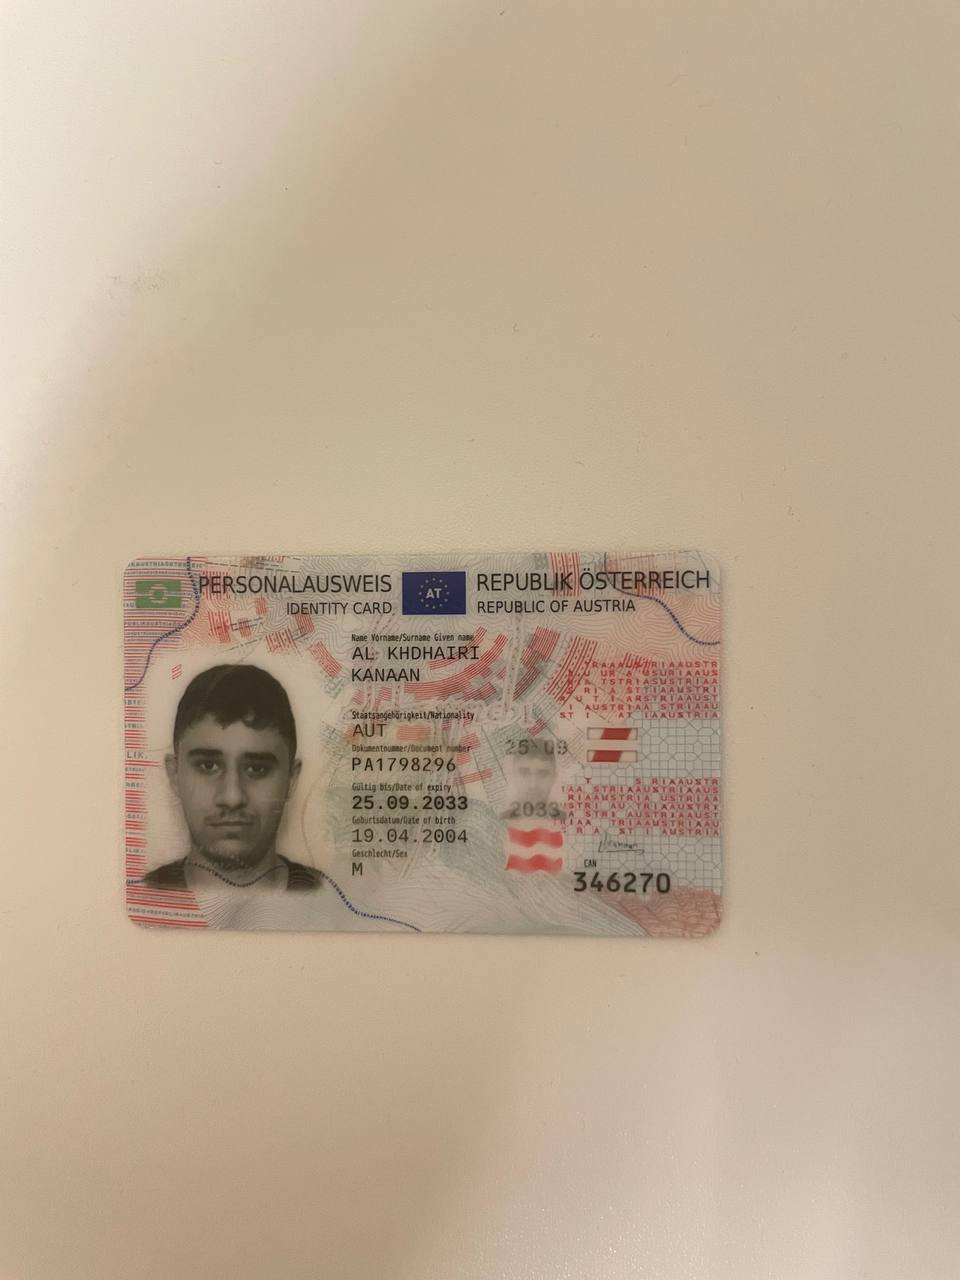 PERSONALAUSWEIS
IDENTITY CARD
AT
REPUBLIK ÖSTERREICH
REPUBLIC OF AUSTRIA
Name Vorname/Surname Given name
AL KHDHAIRI
KANAAN
Staatsangehörigkeit/Nationality
AUT
Dokumentnummer/Document number
PA1798296
Gültig bis/Date of expiry
25.09.2033
Geburtsdatum/Date of birth
19.04.2004
Geschlecht/Sex
M
25 09
2033
CAN
346270